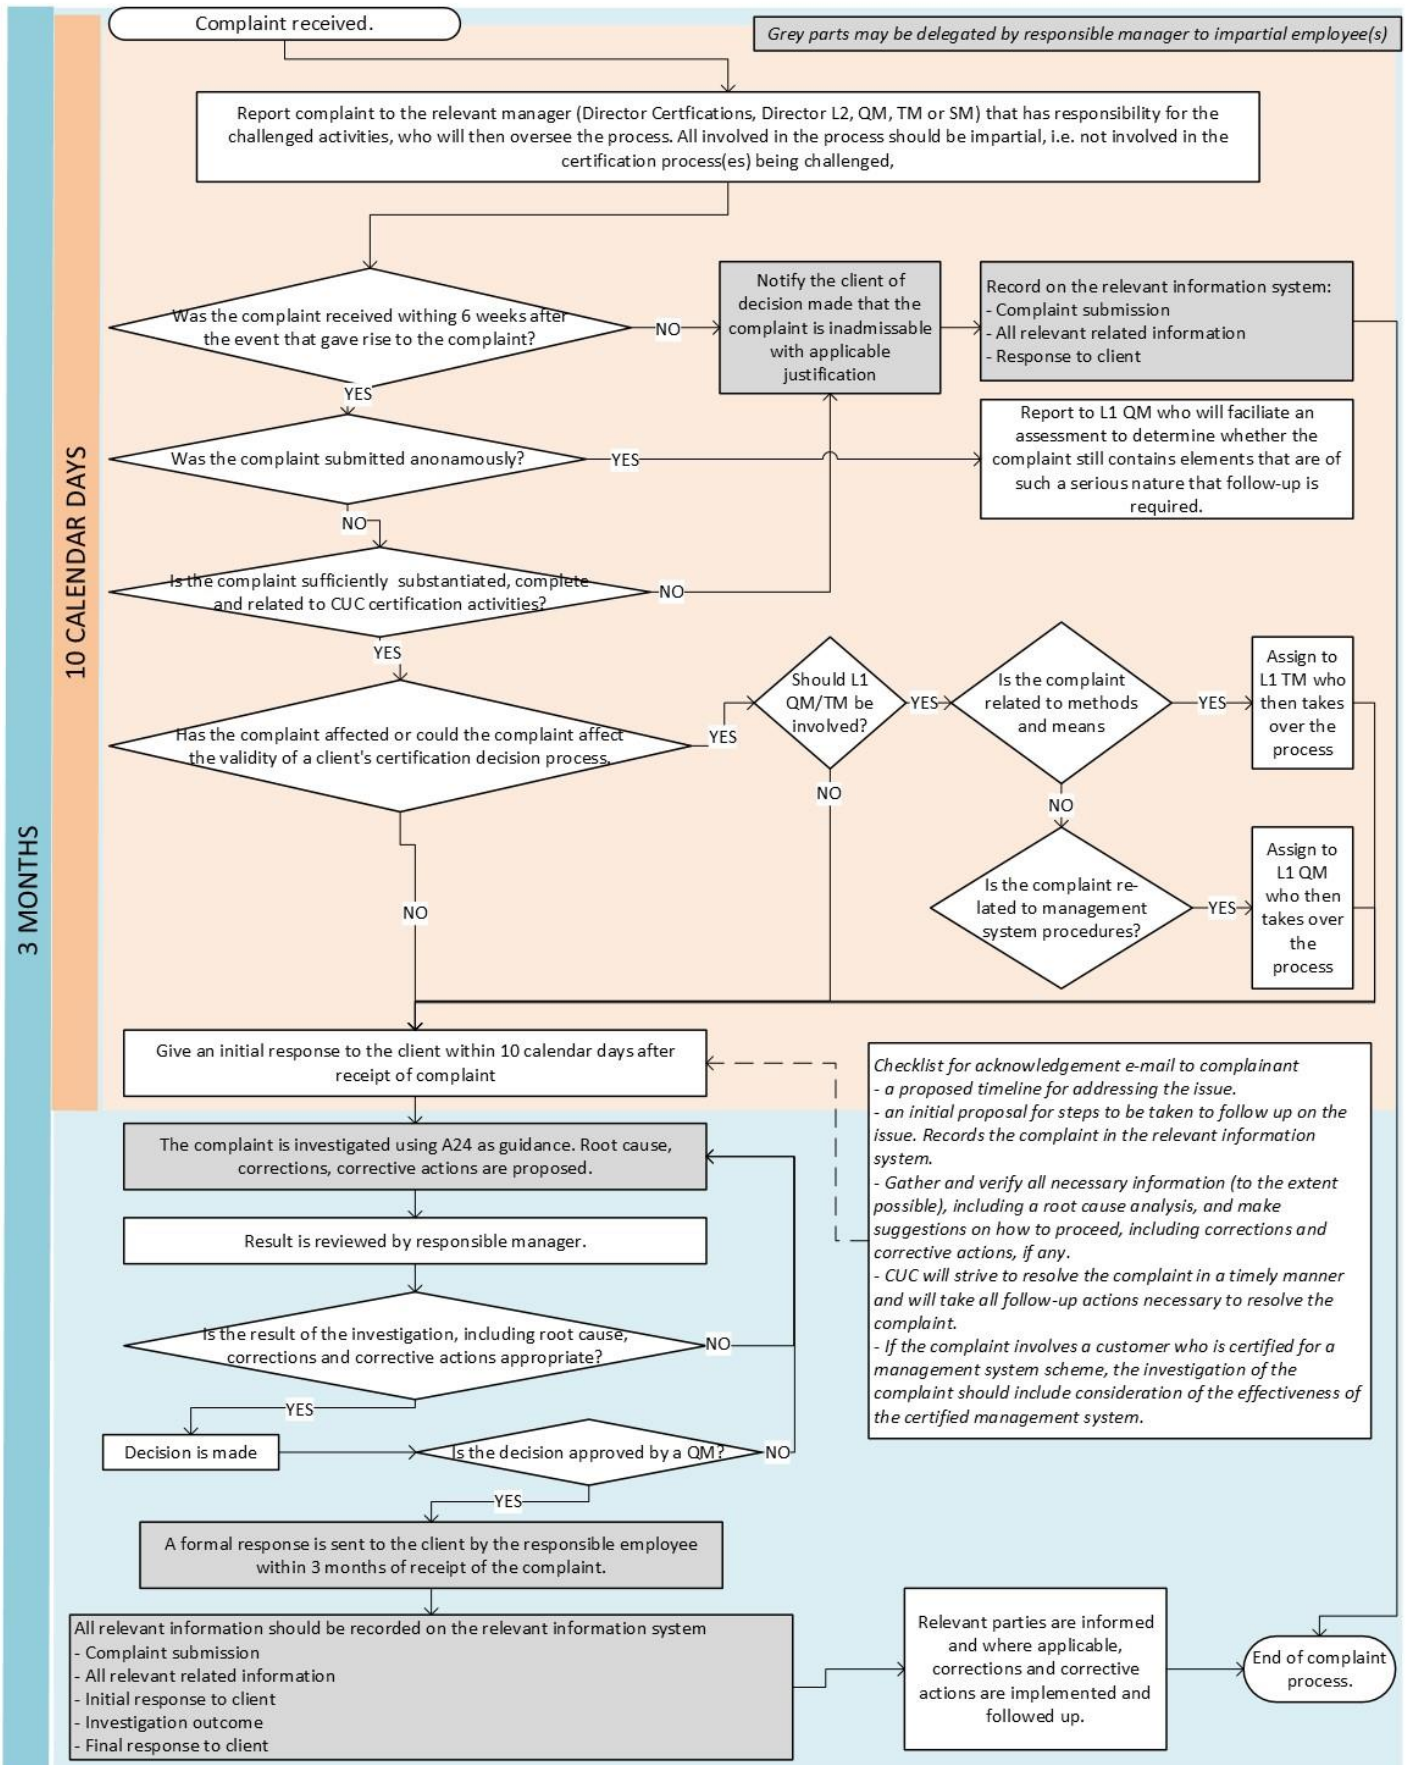 Complaint received.
Grey parts may be delegated by responsible manager to impartial employee(s)
Report complaint to the relevant manager (Director Certfications, Director L2, QM, TM or SM) that has responsibility for the
challenged activities, who will then oversee the process. All involved in the process should be impartial, i.e. not involved in the
certification process(es) being challenged,
Was the complaint received withing 6 weeks after
the event that gave rise to the complaint?
NO
Notify the client of
decision made that the
complaint is inadmissable
with applicable
justification
Record on the relevant information system:
- Complaint submission
- All relevant related information
- Response to client
YES
Was the complaint submitted anonamously?
YES
Report to L1 QM who will faciliate an
assessment to determine whether the
complaint still contains elements that are of
such a serious nature that follow-up is
required.
NO
Is the complaint sufficiently  substantiated, complete
and related to CUC certification activities?
NO
YES
Has the complaint affected or could the complaint affect
the validity of a client's certification decision process.
YES
Should L1
QM/TM be
involved?
YES
Is the complaint
related to methods
and means
YES
Assign to
L1 TM who
then takes
over the
process
NO
NO
Is the complaint re-
lated to management
system procedures?
YES
Assign to
L1 QM
who then
takes over
the
process
NO
10 CALENDAR DAYS
3 MONTHS
Give an initial response to the client within 10 calendar days after
receipt of complaint
Checklist for acknowledgement e-mail to complainant
- a proposed timeline for addressing the issue.
- an initial proposal for steps to be taken to follow up on the
issue. Records the complaint in the relevant information
system.
- Gather and verify all necessary information (to the extent
possible), including a root cause analysis, and make
suggestions on how to proceed, including corrections and
corrective actions, if any.
- CUC will strive to resolve the complaint in a timely manner
and will take all follow-up actions necessary to resolve the
complaint.
- If the complaint involves a customer who is certified for a
management system scheme, the investigation of the
complaint should include consideration of the effectiveness of
the certified management system.
The complaint is investigated using A24 as guidance. Root cause,
corrections, corrective actions are proposed.
Result is reviewed by responsible manager.
Is the result of the investigation, including root cause,
corrections and corrective actions appropriate?
NO
YES
Decision is made
Is the decision approved by a QM?
NO
YES
A formal response is sent to the client by the responsible employee
within 3 months of receipt of the complaint.
All relevant information should be recorded on the relevant information system
- Complaint submission
- All relevant related information
- Initial response to client
- Investigation outcome
- Final response to client
Relevant parties are informed
and where applicable,
corrections and corrective
actions are implemented and
followed up.
End of complaint
process.